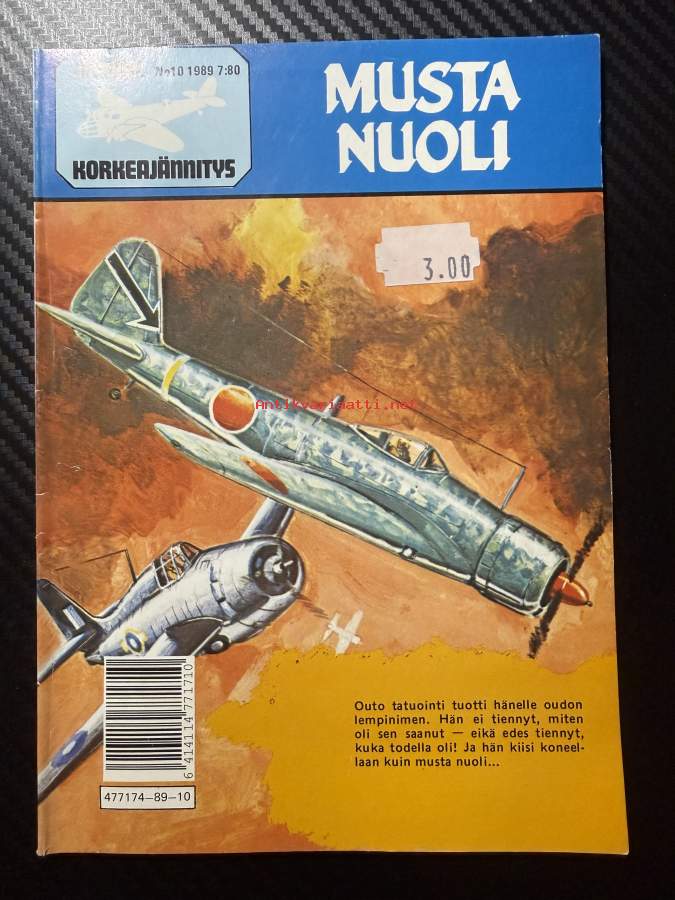 No10 1989 7:80
KORKEAJÄNNITYS
MUSTA
NUOLI
3.00
Antikvariaatti.net
Outo tatuointi tuotti hänelle oudon
lempinimen. Hän ei tiennyt, miten
oli sen saanut — eikä edes tiennyt,
kuka todella oli! Ja hän kiisi koneel-
laan kuin musta nuoli...
6 414114 771710
477174–89–10